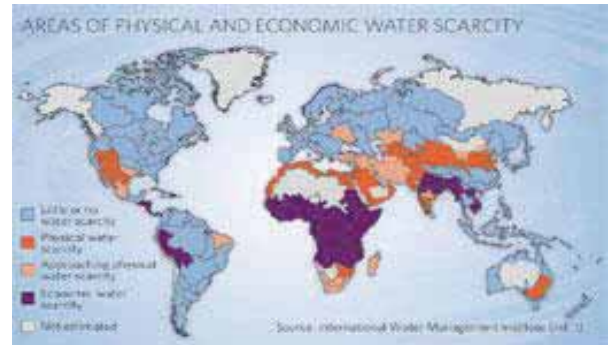 AREAS OF PHYSICAL AND ECONOMIC WATER SCARCITY
Little or no
water scarcity
Physical water
scarcity
Approaching physical
water scarcity
Economic water
scarcity
Not estimated
Source: International Water Management Institute